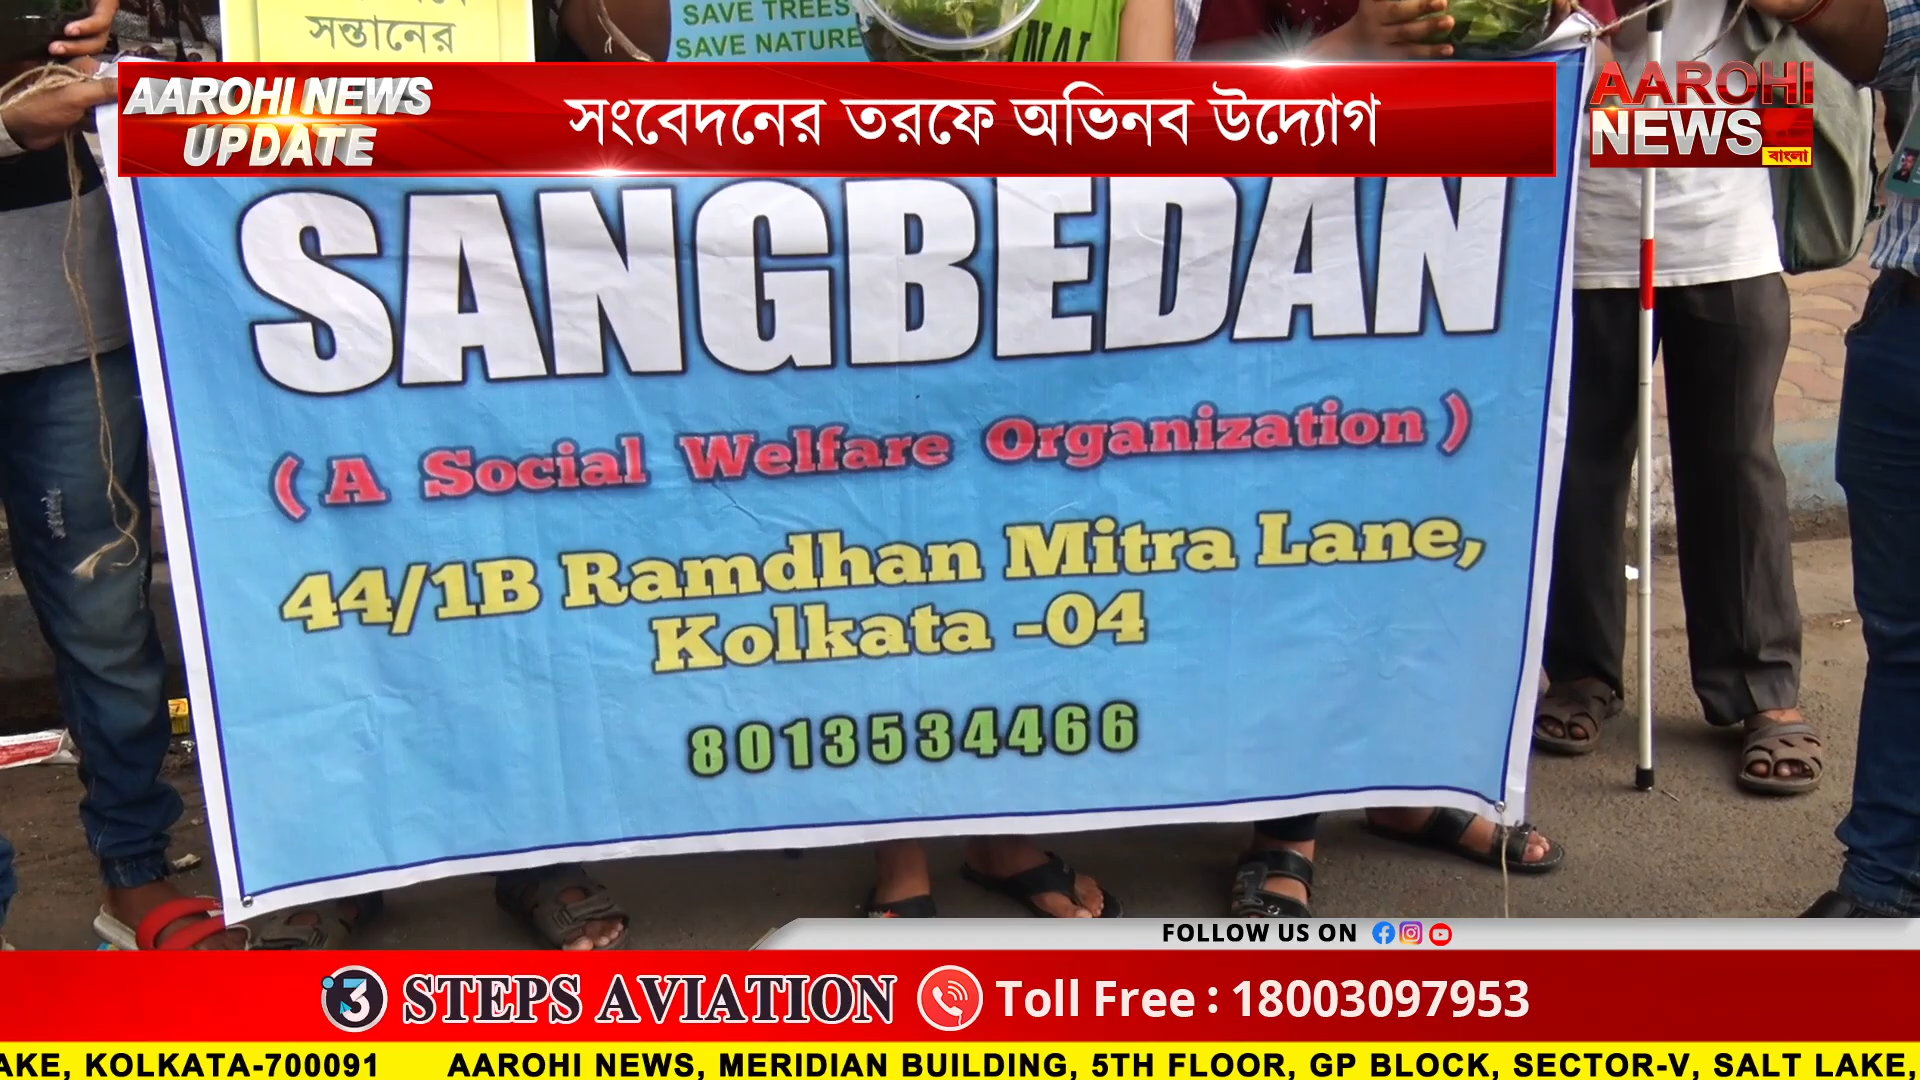 সন্তানের
SAVE TREES
SAVE NATURE
AAROHI NEWS
UPDATE
সংবেদনের তরফে অভিনব উদ্যোগ
AAROHI
NEWS
বাংলা
SANGBEDAN
( A Social Welfare Organization )
44/1B Ramdhan Mitra Lane,
Kolkata -04
8013534466
FOLLOW US ON
3 STEPS AVIATION Toll Free : 18003097953
AKE, KOLKATA-700091 AAROHI NEWS, MERIDIAN BUILDING, 5TH FLOOR, GP BLOCK, SECTOR-V, SALT LAKE,